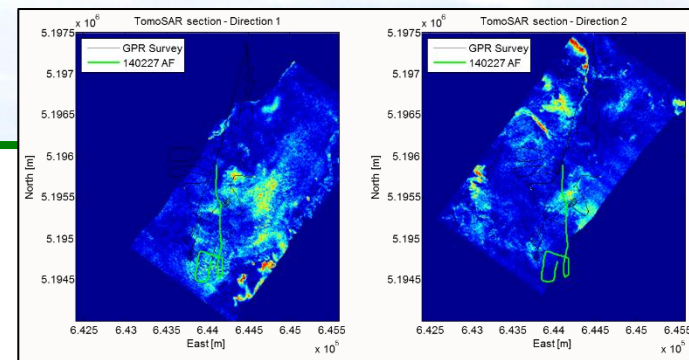 TomoSAR section - Direction 1
x 10^6
5.1975
5.197
5.1965
5.196
5.1955
5.195
5.1945
North [m]
GPR Survey
140227 AF
6.425
6.43
6.435
6.44
6.445
6.45
6.455
East [m]
x 10^5
TomoSAR section - Direction 2
x 10^6
5.1975
5.197
5.1965
5.196
5.1955
5.195
5.1945
North [m]
GPR Survey
140227 AF
6.425
6.43
6.435
6.44
6.445
6.45
6.455
East [m]
x 10^5